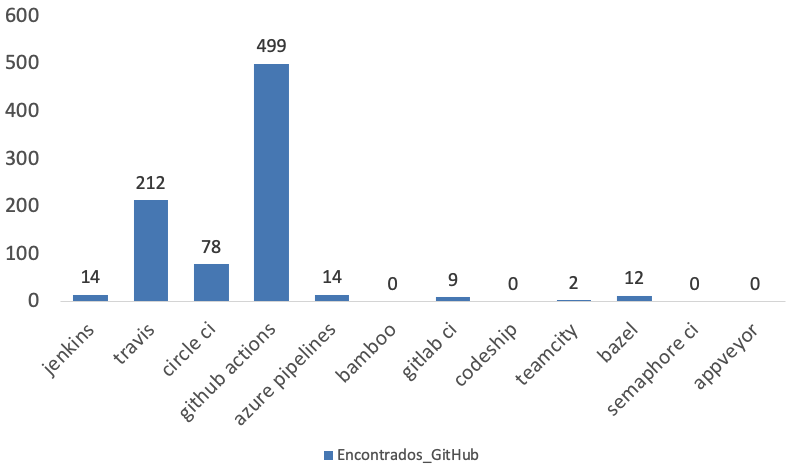 600
500
400
300
200
100
0
14
212
78
499
14
0
9
0
2
12
0
0
jenkins
travis
circle ci
github actions
azure pipelines
bamboo
gitlab ci
codeship
teamcity
bazel
semaphore ci
appveyor
Encontrados_GitHub